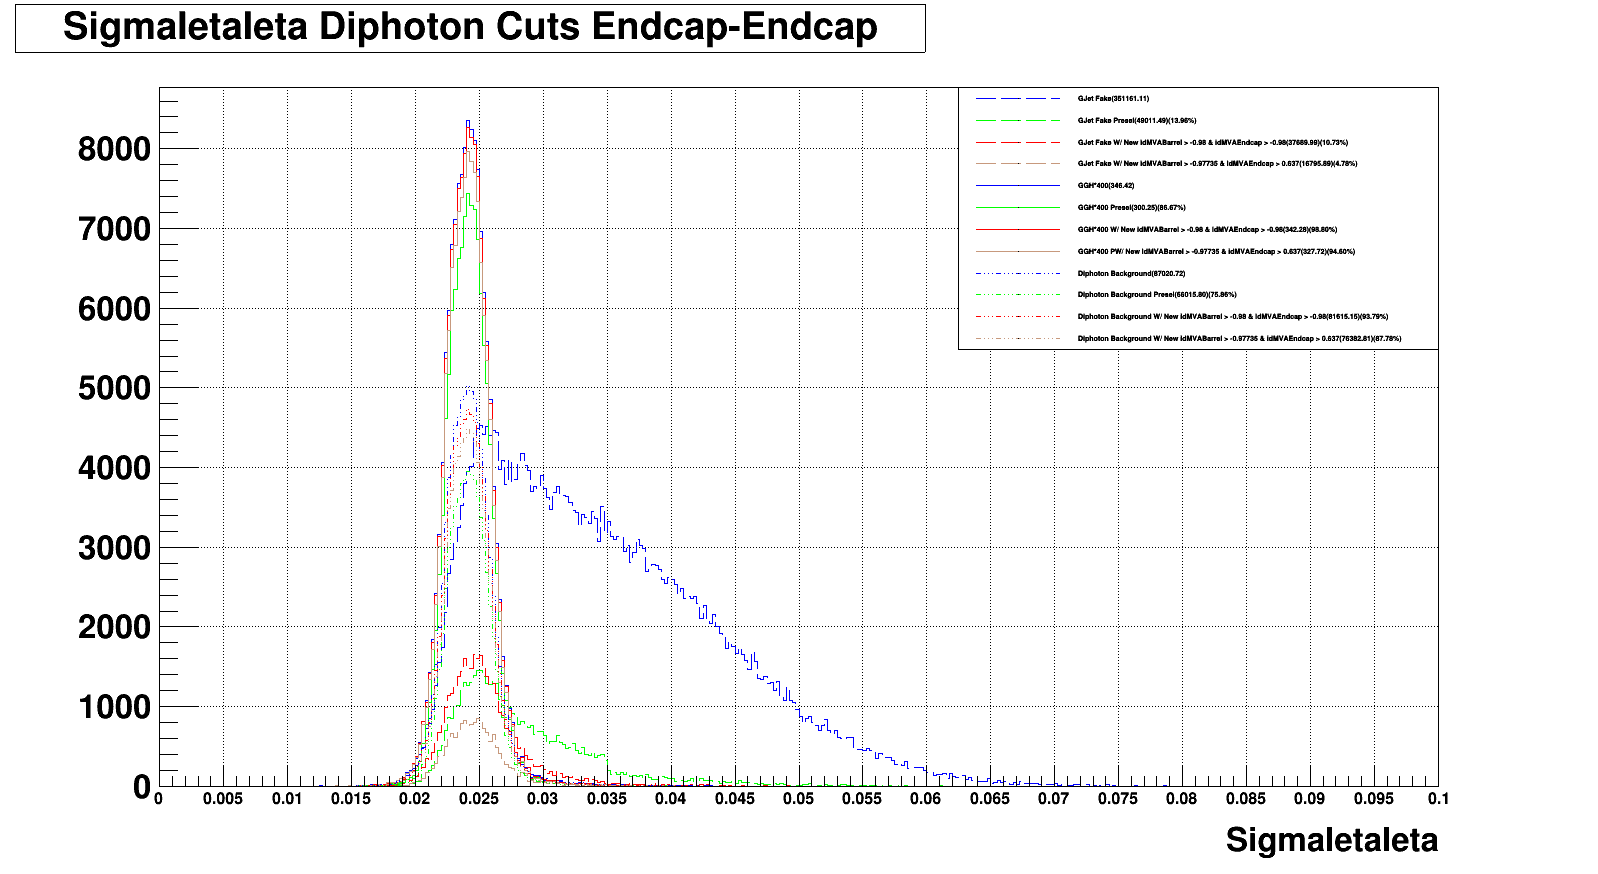 Sigmaletaleta Diphoton Cuts Endcap-Endcap
GJet Fake(351161.11)
GJet Fake Presel(49011.49)(13.96%)
GJet Fake W/ New idMVABarrel > -0.98 & idMVAEndcap > -0.98(37689.99)(10.73%)
GJet Fake W/ New idMVABarrel > -0.97735 & idMVAEndcap > 0.637(16795.89)(4.78%)
GGH*400(346.42)
GGH*400 Presel(300.25)(86.67%)
GGH*400 W/ New idMVABarrel > -0.98 & idMVAEndcap > -0.98(342.28)(98.80%)
GGH*400 PW/ New idMVABarrel > -0.97735 & idMVAEndcap > 0.637(327.72)(94.60%)
Diphoton Background(87020.72)
Diphoton Background Presel(66015.80)(75.86%)
Diphoton Background W/ New idMVABarrel > -0.98 & idMVAEndcap > -0.98(81615.15)(93.79%)
Diphoton Background W/ New idMVABarrel > -0.97735 & idMVAEndcap > 0.637(76382.81)(87.78%)
8000
7000
6000
5000
4000
3000
2000
1000
0
0 0.005 0.01 0.015 0.02 0.025 0.03 0.035 0.04 0.045 0.05 0.055 0.06 0.065 0.07 0.075 0.08 0.085 0.09 0.095 0.1
Sigmaletaleta